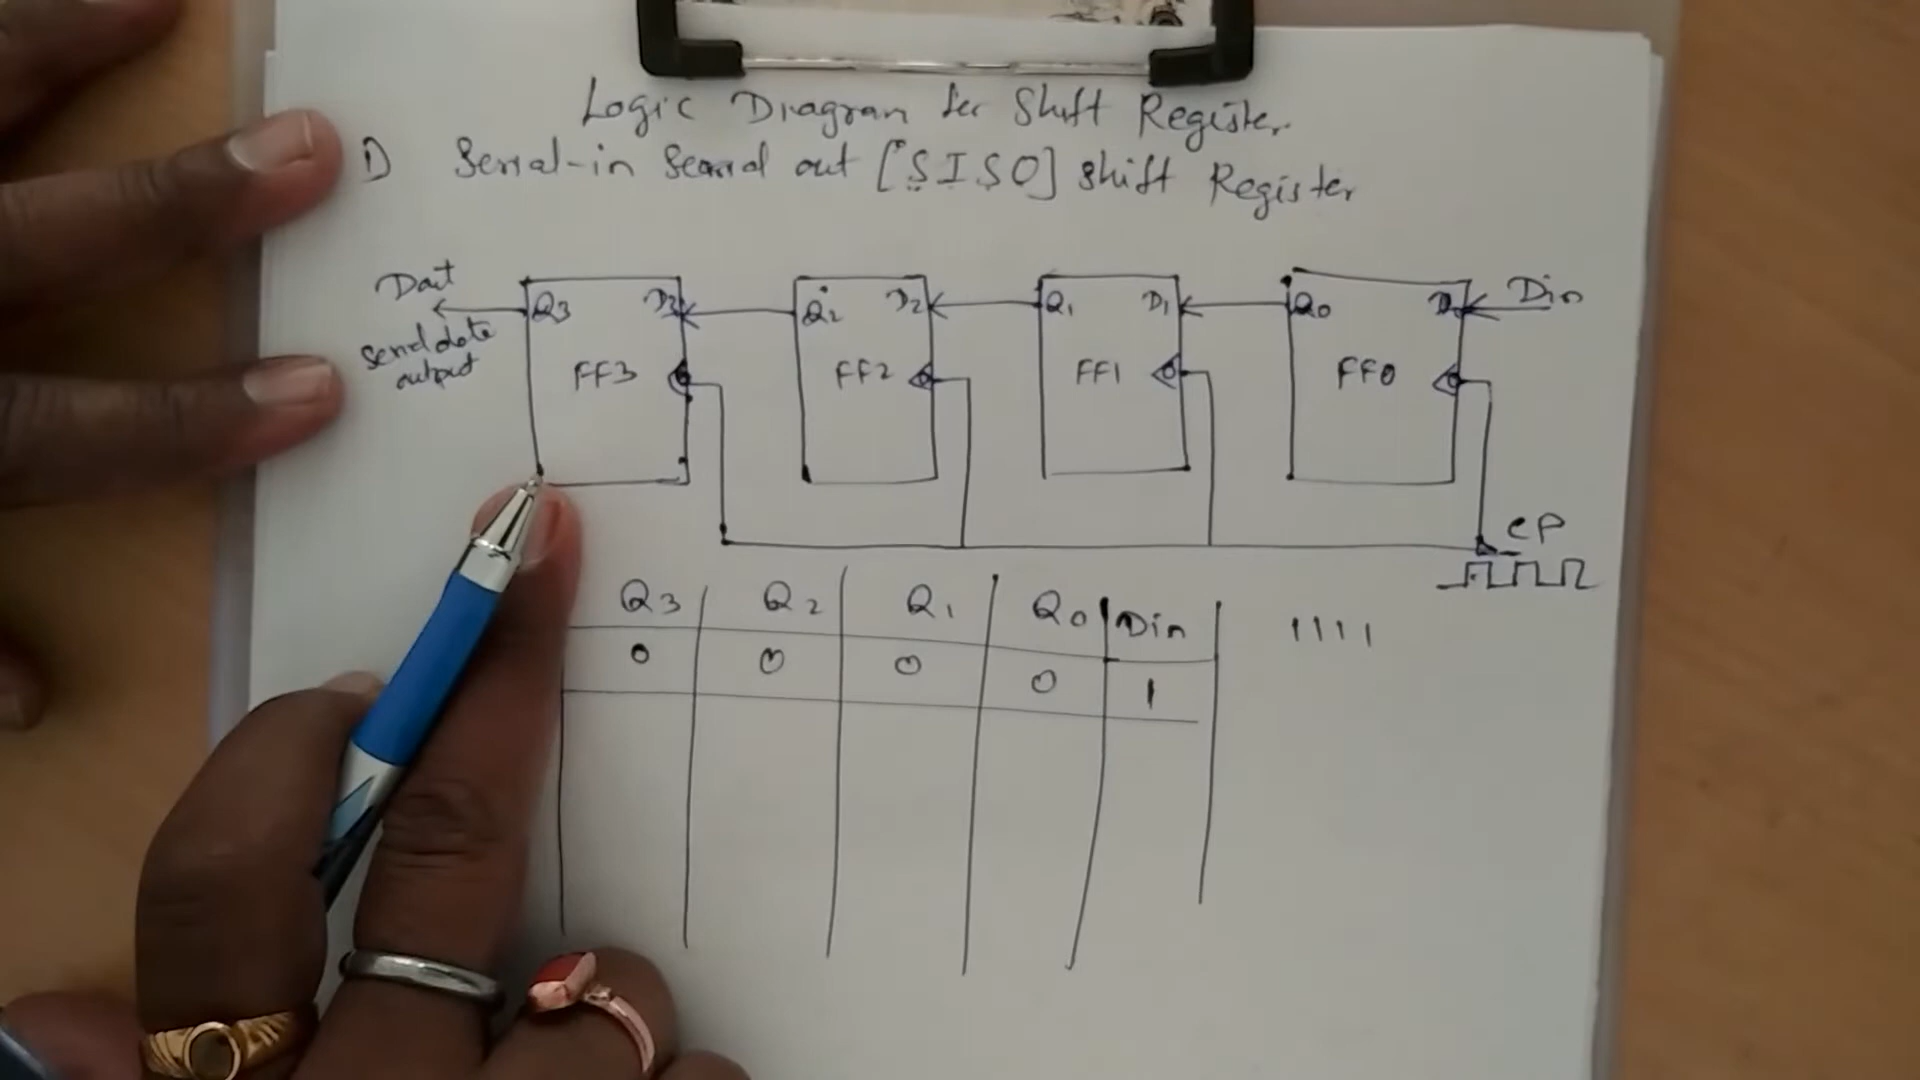 Logic Diagram for Shift Register.
1) Serial-in Searial out [SISO] shift Register
Dout
Serial data
output
Q3 D3 Q2 D2 Q1 D1 Q0 D Din
FF3 FF2 FF1 FF0
CP
Q3 Q2 Q1 Q0 Din
0 0 0 0 1
1111